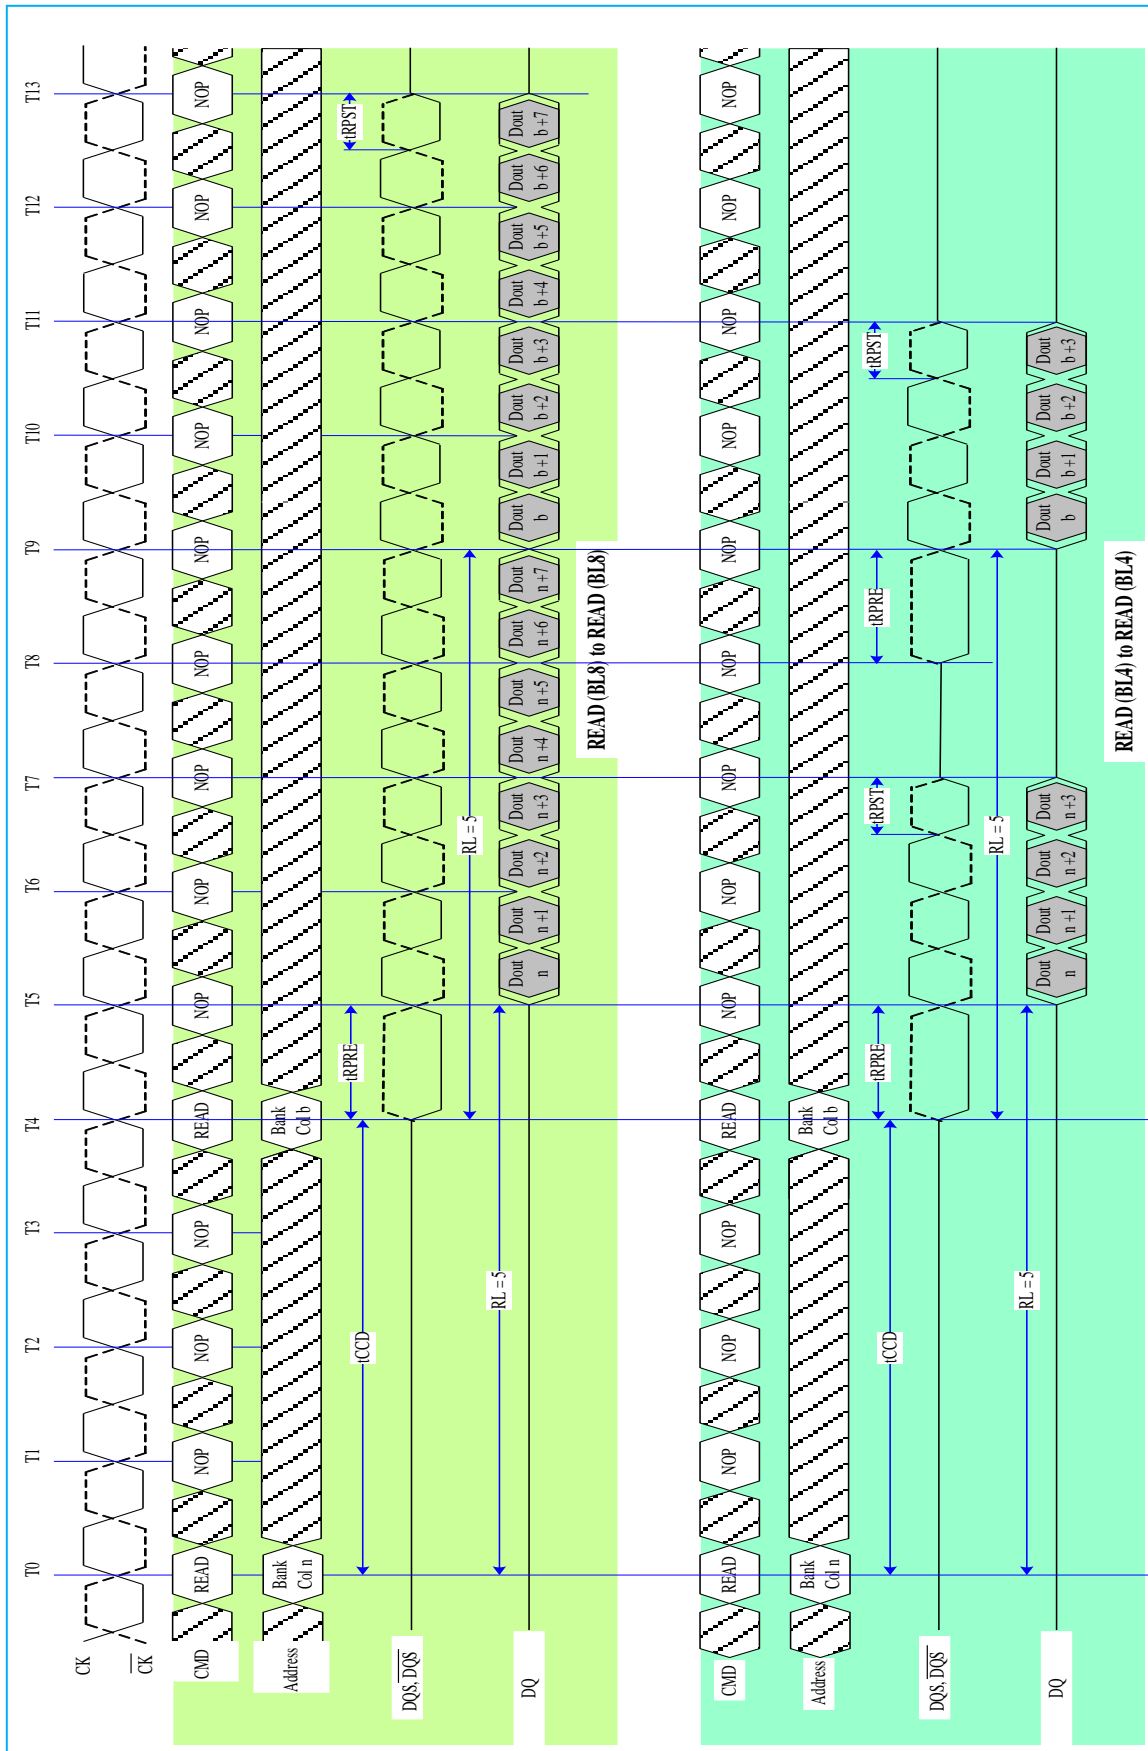 T0 T1 T2 T3 T4 T5 T6 T7 T8 T9 T10 T11 T12 T13
CK
CK
CMD READ NOP NOP NOP READ NOP NOP NOP NOP NOP NOP NOP NOP NOP
Address Bank Bank
Col n Col b
tCCD tRPRE tRPST
DQS, DQS
RL = 5
RL = 5
DQ Dout Dout Dout Dout Dout Dout Dout Dout Dout Dout Dout Dout Dout Dout Dout Dout
n n+1 n+2 n+3 n+4 n+5 n+6 n+7 b b+1 b+2 b+3 b+4 b+5 b+6 b+7
READ (BL8) to READ (BL8)
CMD READ NOP NOP NOP READ NOP NOP NOP NOP NOP NOP NOP NOP NOP
Address Bank Bank
Col n Col b
tCCD tRPRE tRPST tRPRE tRPST
DQS, DQS
RL = 5
RL = 5
DQ Dout Dout Dout Dout Dout Dout Dout Dout
n n+1 n+2 n+3 b b+1 b+2 b+3
READ (BL4) to READ (BL4)